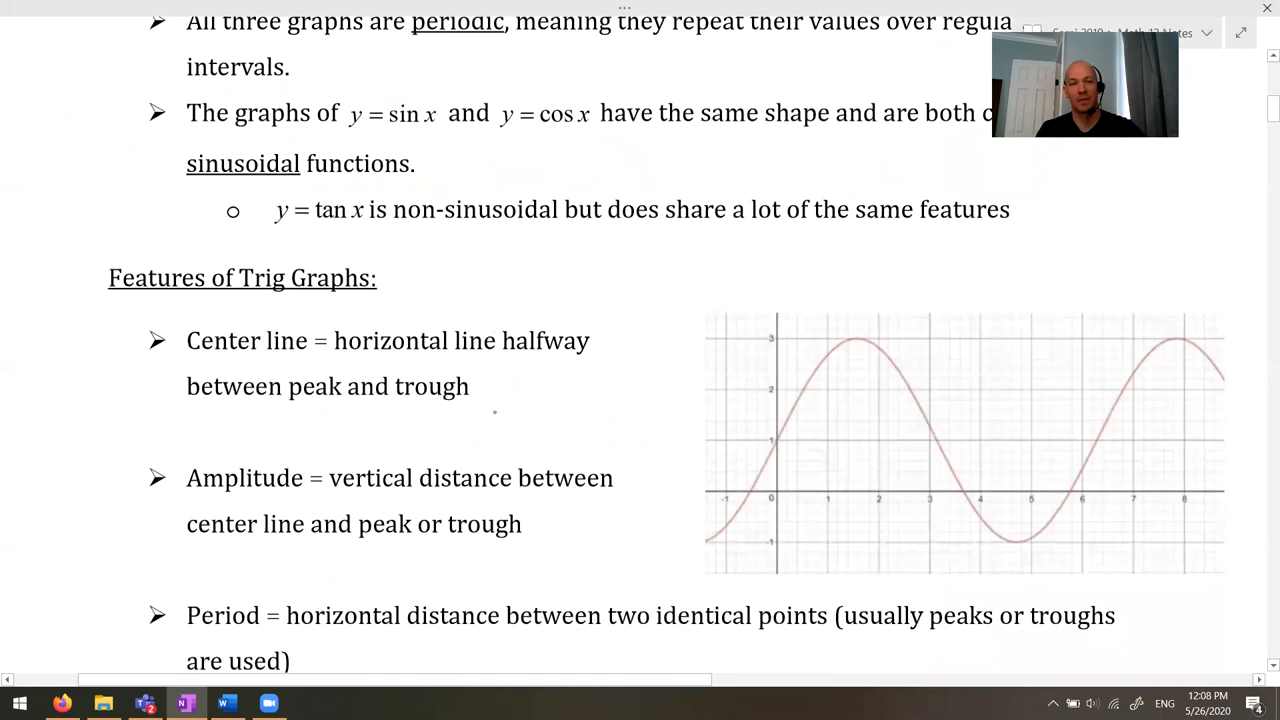 All three graphs are periodic, meaning they repeat their values over regula
intervals.
The graphs of y = sin x and y = cos x have the same shape and are both c
sinusoidal functions.
y = tan x is non-sinusoidal but does share a lot of the same features
Features of Trig Graphs:
Center line = horizontal line halfway
between peak and trough
Amplitude = vertical distance between
center line and peak or trough
3
2
1
-1 0 1 2 3 4 5 6 7 8
-1
Period = horizontal distance between two identical points (usually peaks or troughs
are used)
ENG
12:08 PM
5/26/2020